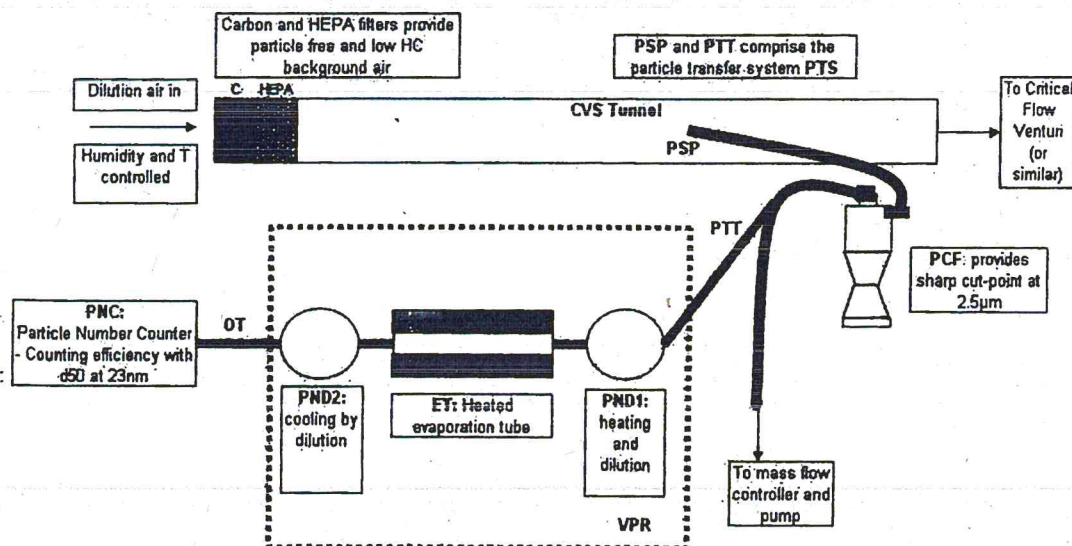 Carbon and HEPA filters provide
particle free and low HC
background air
PSP and PTT comprise the
particle transfer system PTS
Dilution air in
C HEPA
CVS Tunnel
To Critical
Flow
Venturi
(or
similar)
Humidity and T
controlled
PSP
PTT
PCF: provides
sharp cut-point at
2.5µm
PNC:
Particle Number Counter
- Counting efficiency with
d50 at 23nm
OT
PND2:
cooling by
dilution
ET: Heated
evaporation tube
PND1:
heating
and
dilution
To mass flow
controller and
pump
VPR